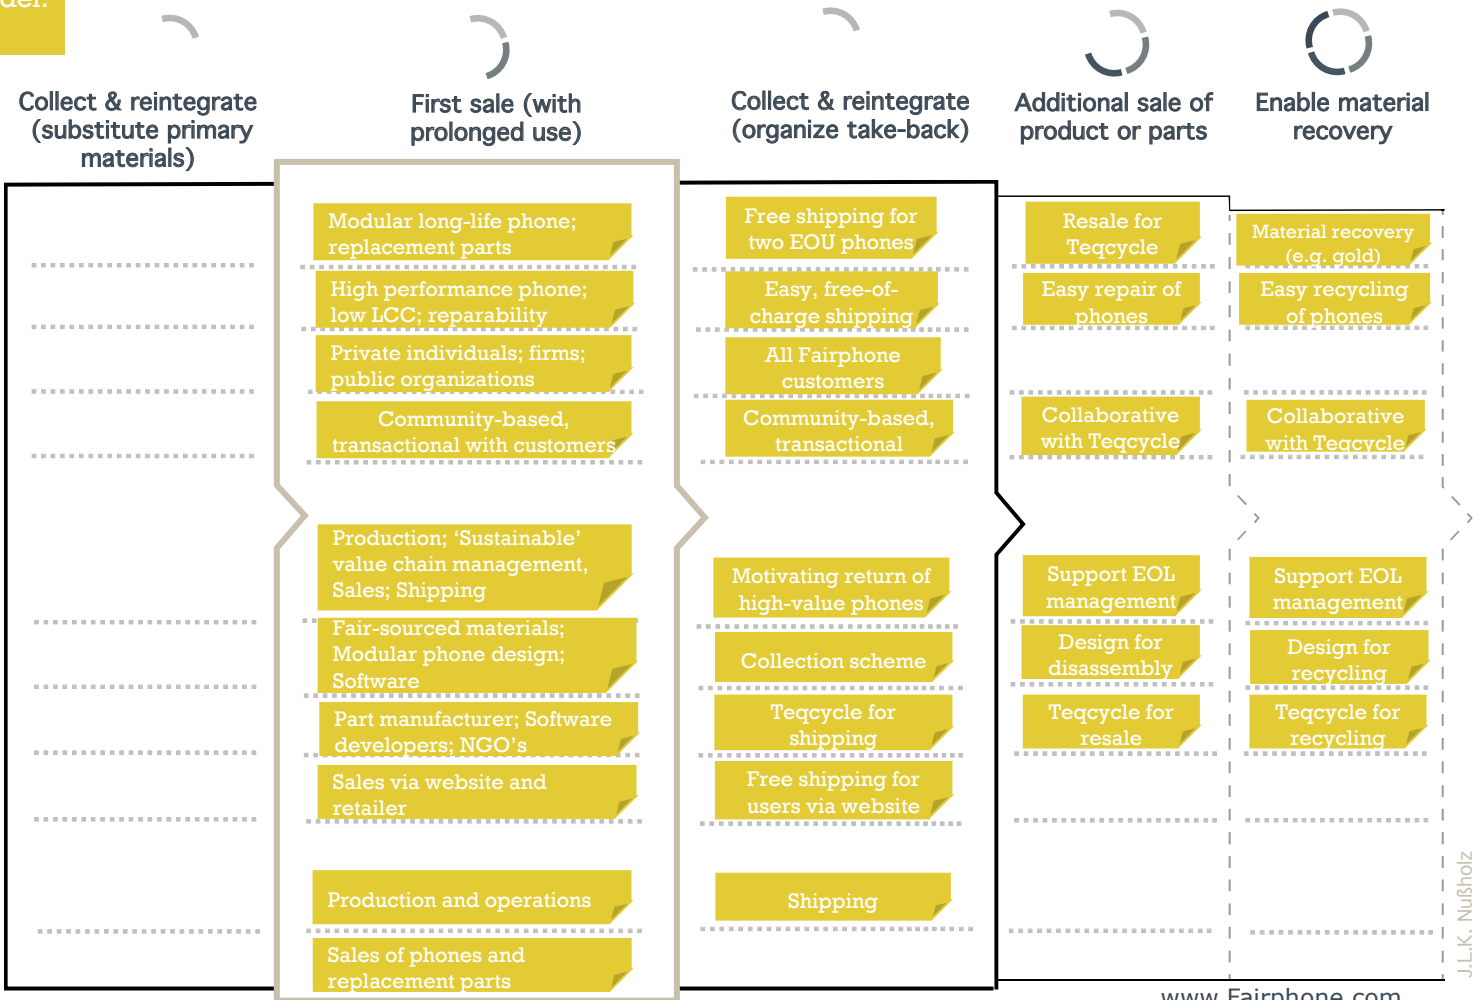 del.
Collect & reintegrate
(substitute primary
materials)
First sale (with
prolonged use)
Collect & reintegrate
(organize take-back)
Additional sale of
product or parts
Enable material
recovery
Modular long-life phone;
replacement parts
High performance phone;
low LCC; reparability
Private individuals; firms;
public organizations
Community-based,
transactional with customers
Production; ‘Sustainable’
value chain management,
Sales; Shipping
Fair-sourced materials;
Modular phone design;
Software
Part manufacturer; Software
developers; NGO’s
Sales via website and
retailer
Production and operations
Sales of phones and
replacement parts
Free shipping for
two EOU phones
Easy, free-of-
charge shipping
All Fairphone
customers
Community-based,
transactional
Motivating return of
high-value phones
Collection scheme
Teqcycle for
shipping
Free shipping for
users via website
Shipping
Resale for
Teqcycle
Easy repair of
phones
Collaborative
with Teqcycle
Support EOL
management
Design for
disassembly
Teqcycle for
resale
Material recovery
(e.g. gold)
Easy recycling
of phones
Collaborative
with Teqcycle
Support EOL
management
Design for
recycling
Teqcycle for
recycling
J.L.K. Nußholz
www.Fairphone.com